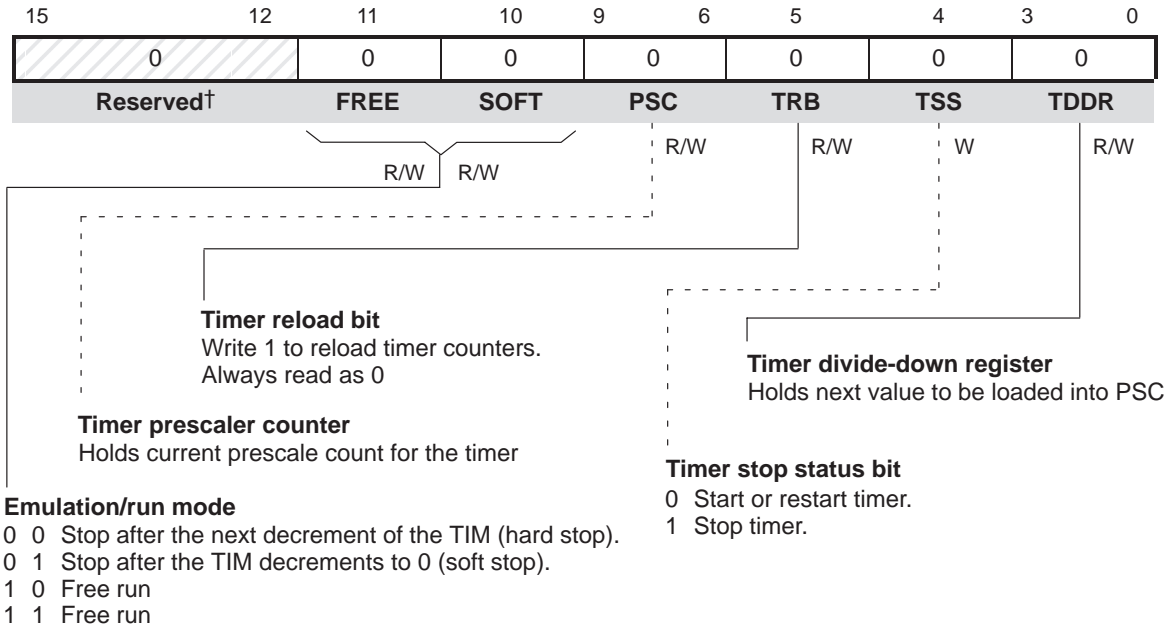 15 12 11 10 9 6 5 4 3 0
0 0 0 0 0 0 0
Reserved† FREE SOFT PSC TRB TSS TDDR
R/W R/W R/W R/W W R/W
Timer reload bit
Write 1 to reload timer counters.
Always read as 0
Timer divide-down register
Holds next value to be loaded into PSC
Timer prescaler counter
Holds current prescale count for the timer
Timer stop status bit
0 Start or restart timer.
1 Stop timer.
Emulation/run mode
0 0 Stop after the next decrement of the TIM (hard stop).
0 1 Stop after the TIM decrements to 0 (soft stop).
1 0 Free run
1 1 Free run